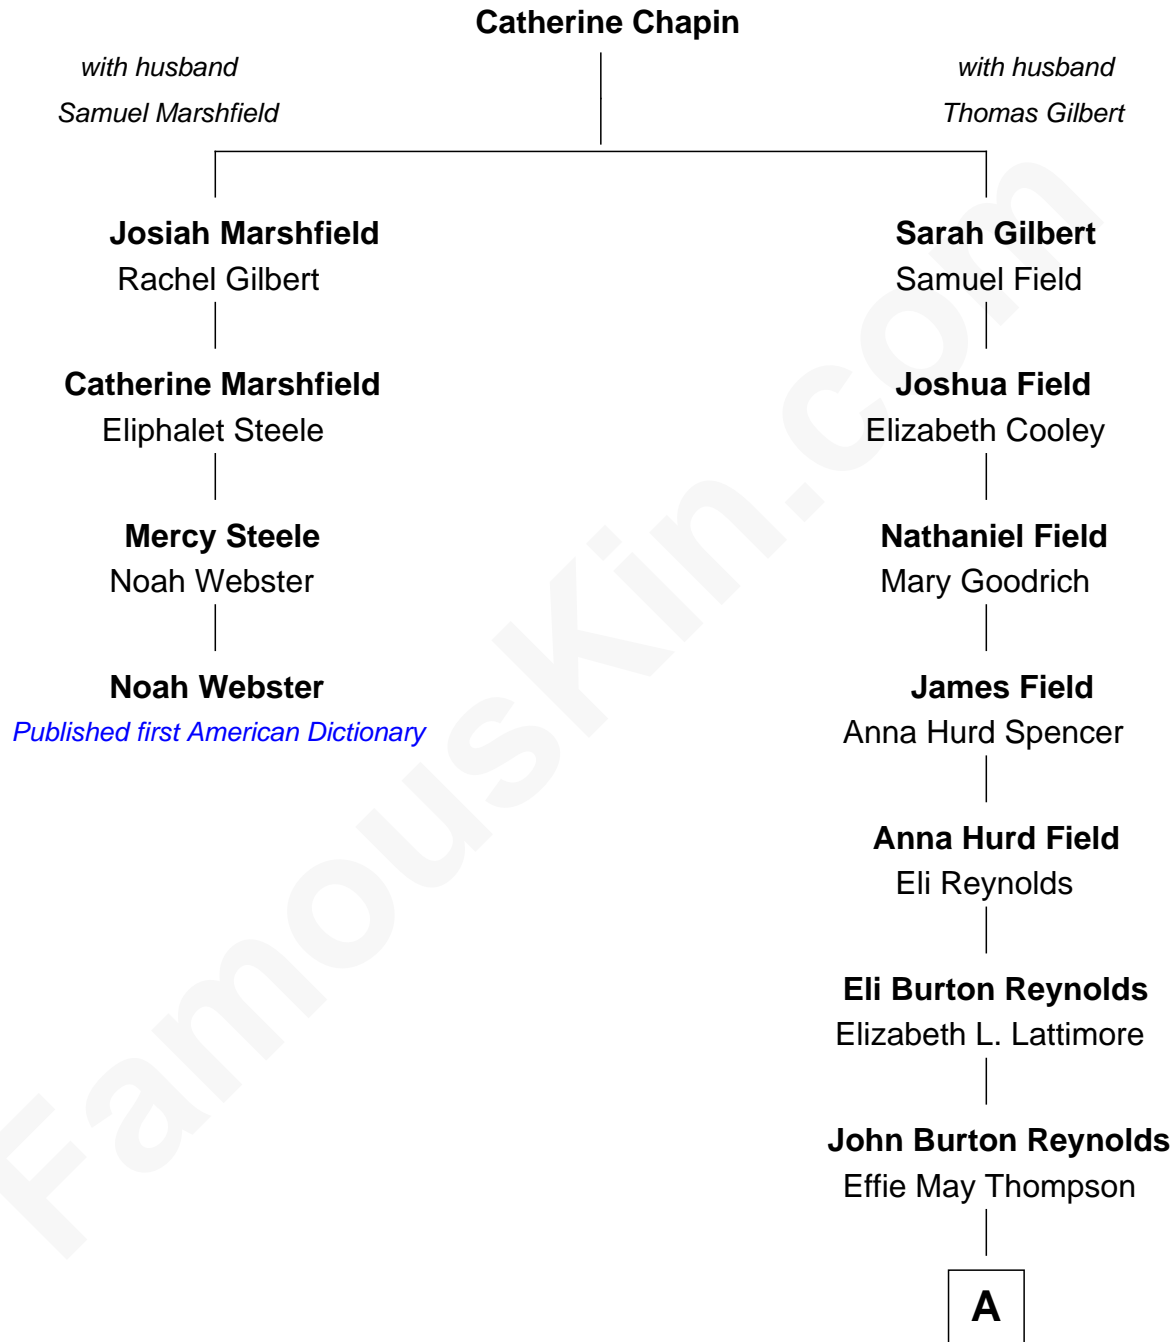 Catherine Chapin
with husband
Samuel Marshfield
with husband
Thomas Gilbert
Josiah Marshfield
Rachel Gilbert
Catherine Marshfield
Eliphalet Steele
Mercy Steele
Noah Webster
Noah Webster
Published first American Dictionary
Sarah Gilbert
Samuel Field
Joshua Field
Elizabeth Cooley
Nathaniel Field
Mary Goodrich
James Field
Anna Hurd Spencer
Anna Hurd Field
Eli Reynolds
Eli Burton Reynolds
Elizabeth L. Lattimore
John Burton Reynolds
Effie May Thompson
A
FamousKin.com